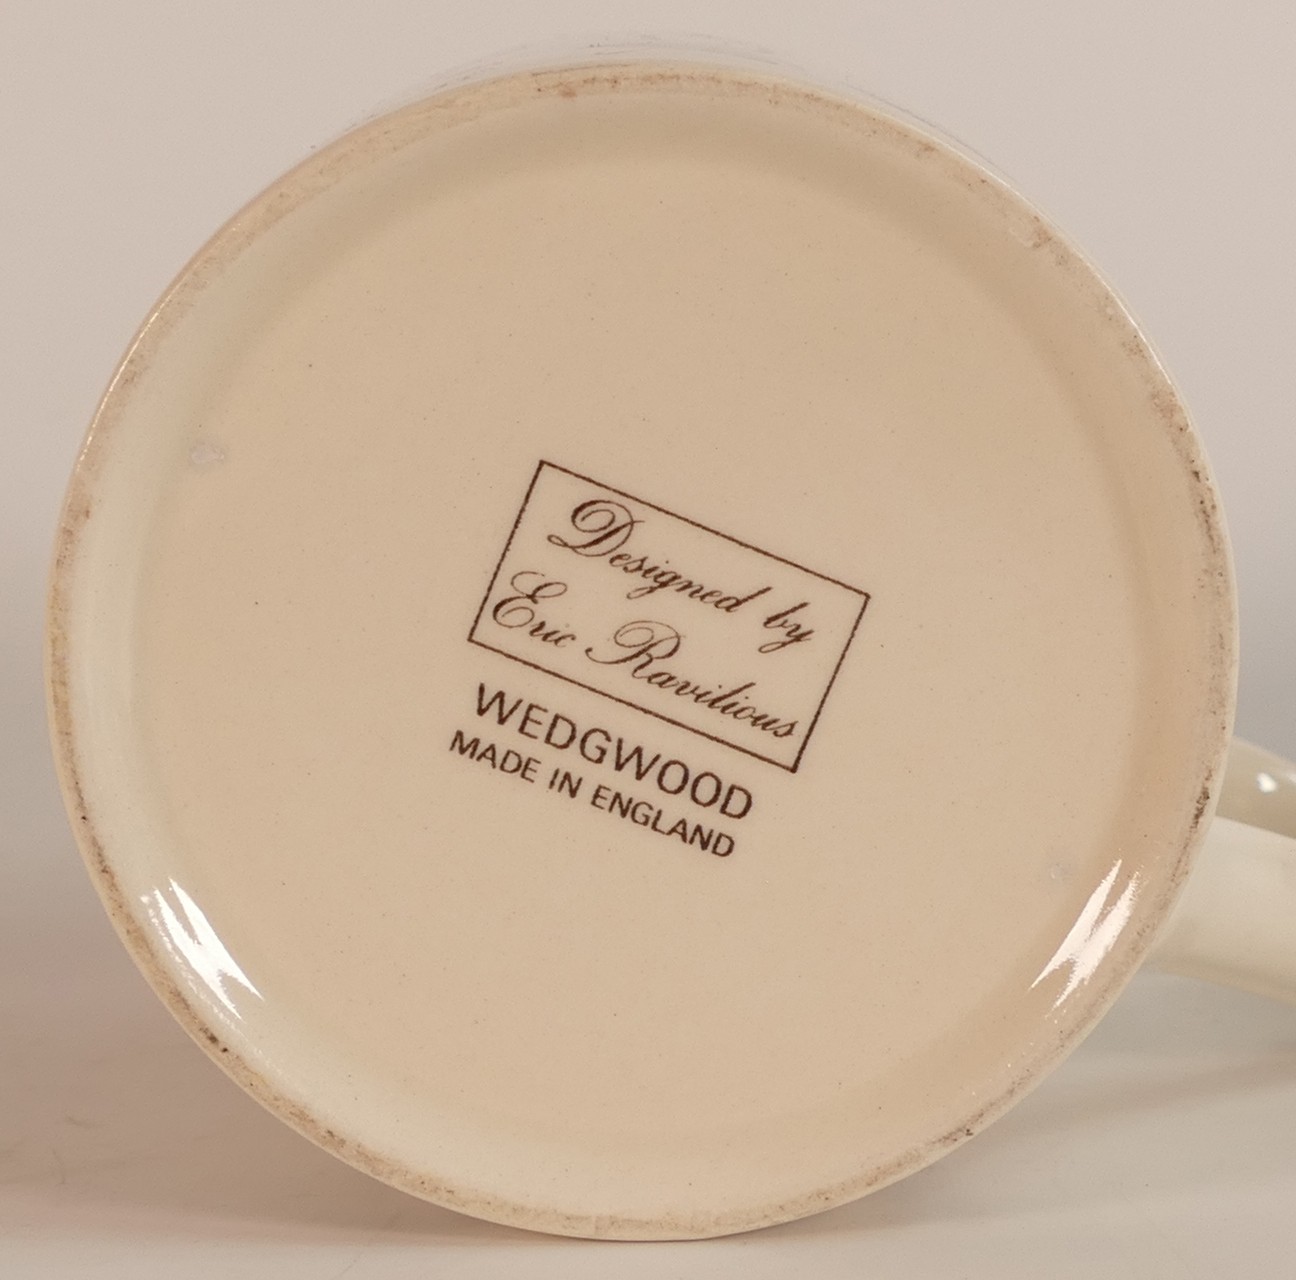 Designed by
Eric Ravilious
WEDGWOOD
MADE IN ENGLAND